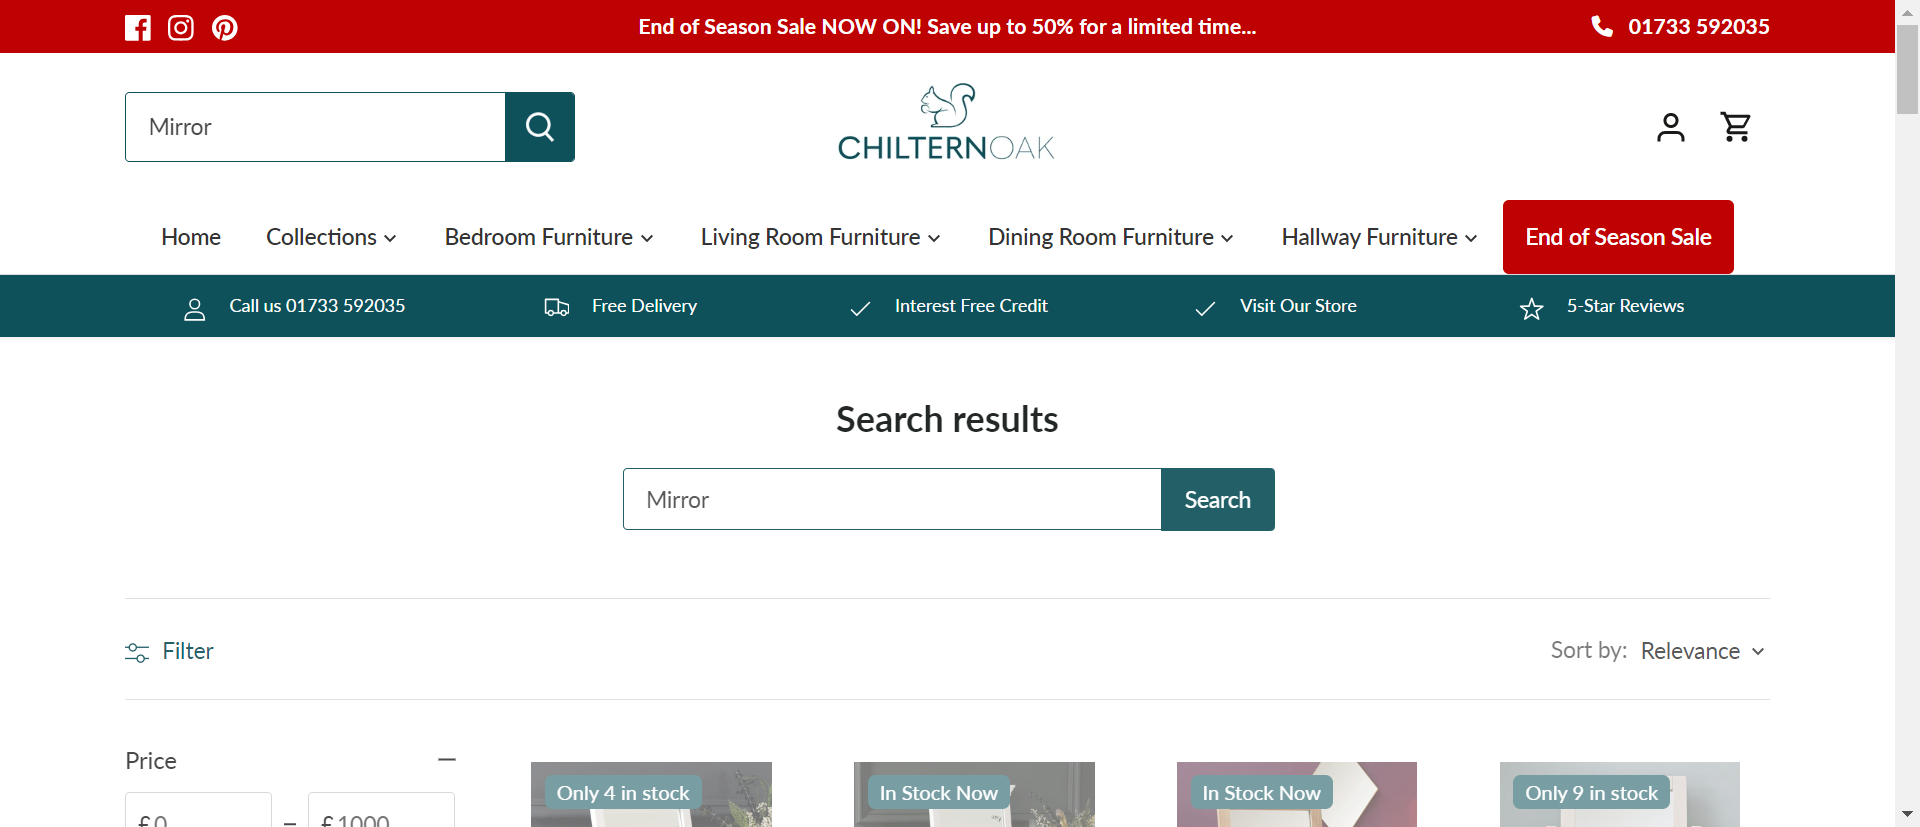 End of Season Sale NOW ON! Save up to 50% for a limited time...
01733 592035
Mirror
CHILTERNOAK
Home
Collections
Bedroom Furniture
Living Room Furniture
Dining Room Furniture
Hallway Furniture
End of Season Sale
Call us 01733 592035
Free Delivery
Interest Free Credit
Visit Our Store
5-Star Reviews
Search results
Mirror
Search
Filter
Sort by: Relevance
Price
£ 0 – £ 1000
Only 4 in stock
In Stock Now
In Stock Now
Only 9 in stock